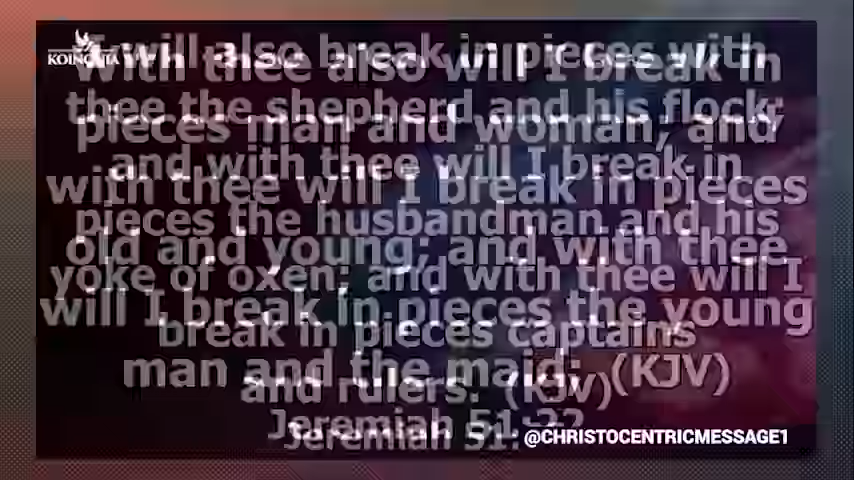 KOINONIA
With thee also will I break in
pieces man and woman; and
with thee will I break in pieces
old and young; and with thee
will I break in pieces the young
man and the maid; (KJV)
Jeremiah 51:22
I will also break in pieces with
thee the shepherd and his flock;
and with thee will I break in
pieces the husbandman and his
yoke of oxen; and with thee will I
break in pieces captains
and rulers. (KJV)
Jeremiah 51:
@CHRISTOCENTRICMESSAGE1